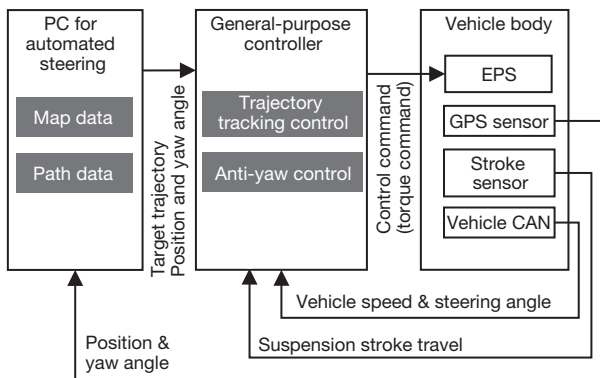 PC for
automated
steering
Map data
Path data
Target trajectory
Position and yaw angle
General-purpose
controller
Trajectory
tracking control
Anti-yaw control
Control command
(torque command)
Vehicle body
EPS
GPS sensor
Stroke
sensor
Vehicle CAN
Vehicle speed & steering angle
Suspension stroke travel
Position &
yaw angle